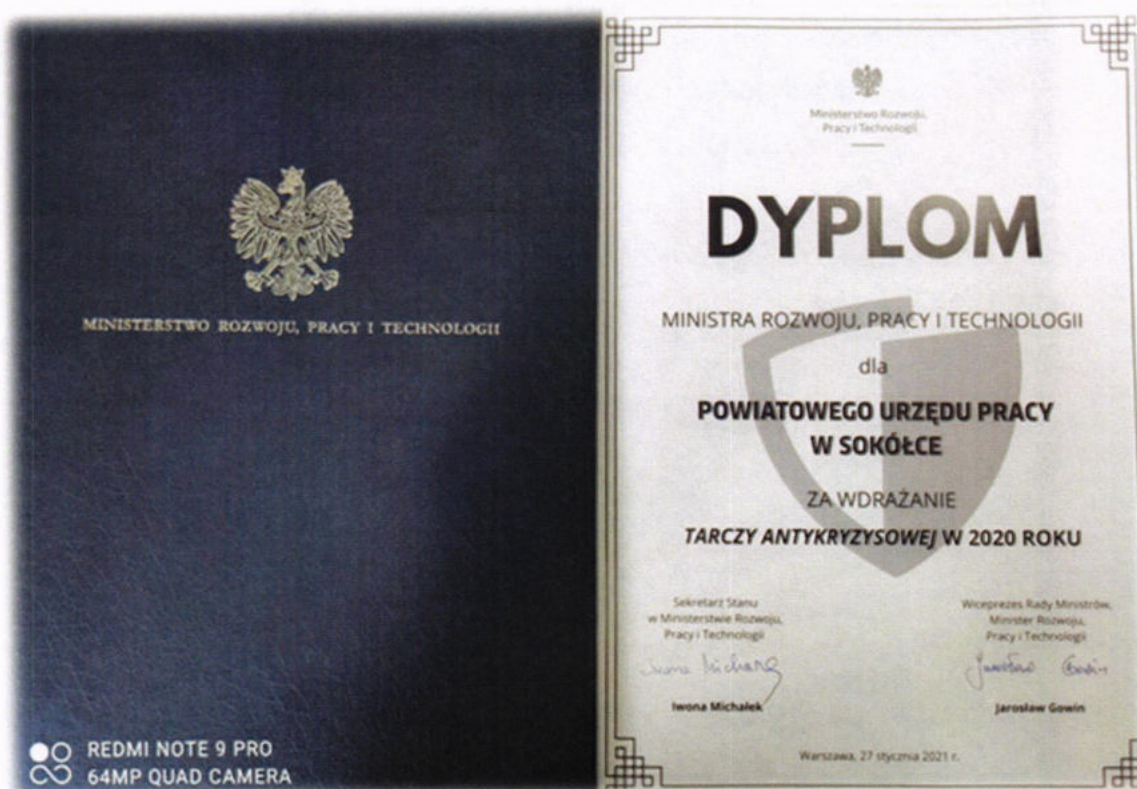 MINISTERSTWO ROZWOJU, PRACY I TECHNOLOGII
REDMI NOTE 9 PRO
64MP QUAD CAMERA
Ministerstwo Rozwoju,
Pracy i Technologii
DYPLOM
MINISTRA ROZWOJU, PRACY I TECHNOLOGII
dla
POWIATOWEGO URZĘDU PRACY
W SOKÓŁCE
ZA WDRAŻANIE
TARCZY ANTYKRYZYSOWEJ W 2020 ROKU
Sekretarz Stanu
w Ministerstwie Rozwoju,
Pracy i Technologii
Iwona Michałek
Wiceprezes Rady Ministrów,
Minister Rozwoju,
Pracy i Technologii
Jarosław Gowin
Jarosław Gowin
Warszawa, 27 stycznia 2021 r.